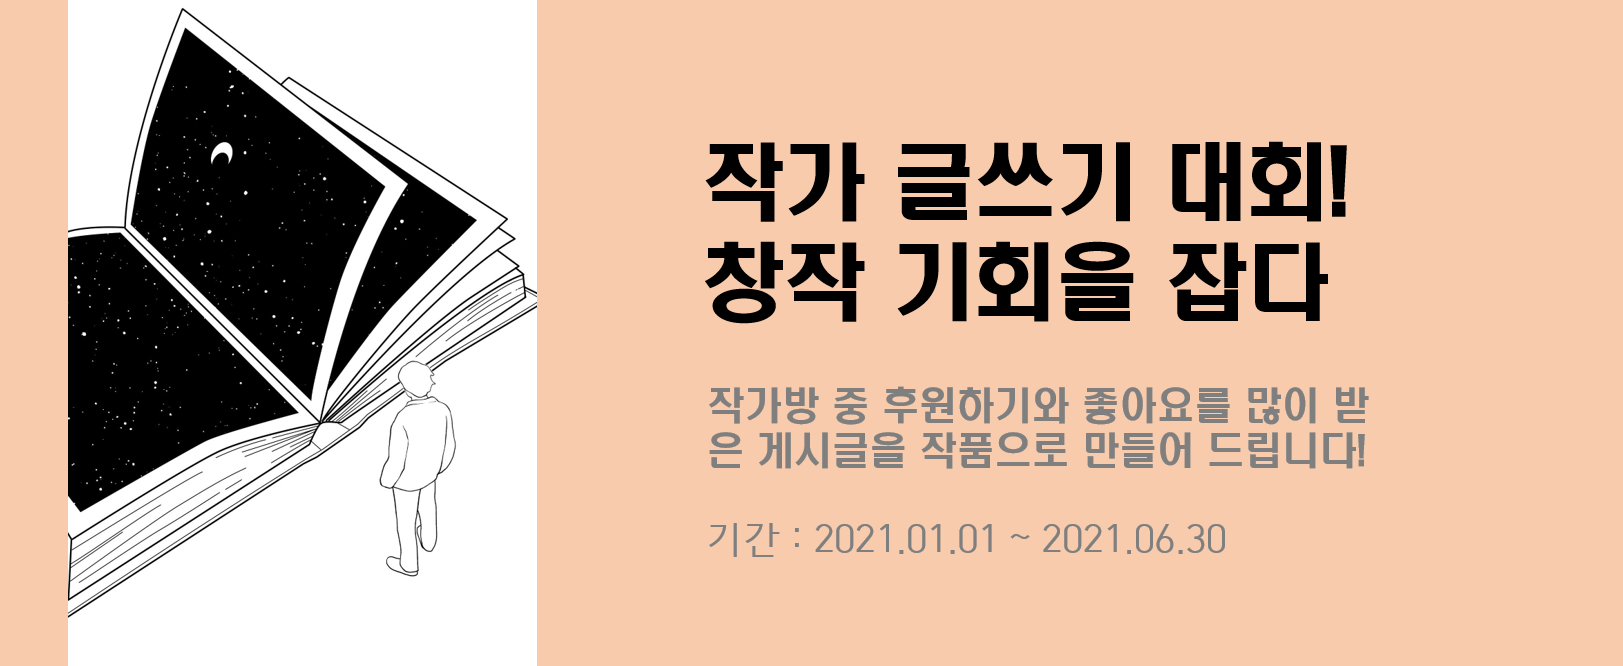 작가 글쓰기 대회!
창작 기회을 잡다
작가방 중 후원하기와 좋아요를 많이 받
은 게시글을 작품으로 만들어 드립니다!
기간 : 2021.01.01 ~ 2021.06.30